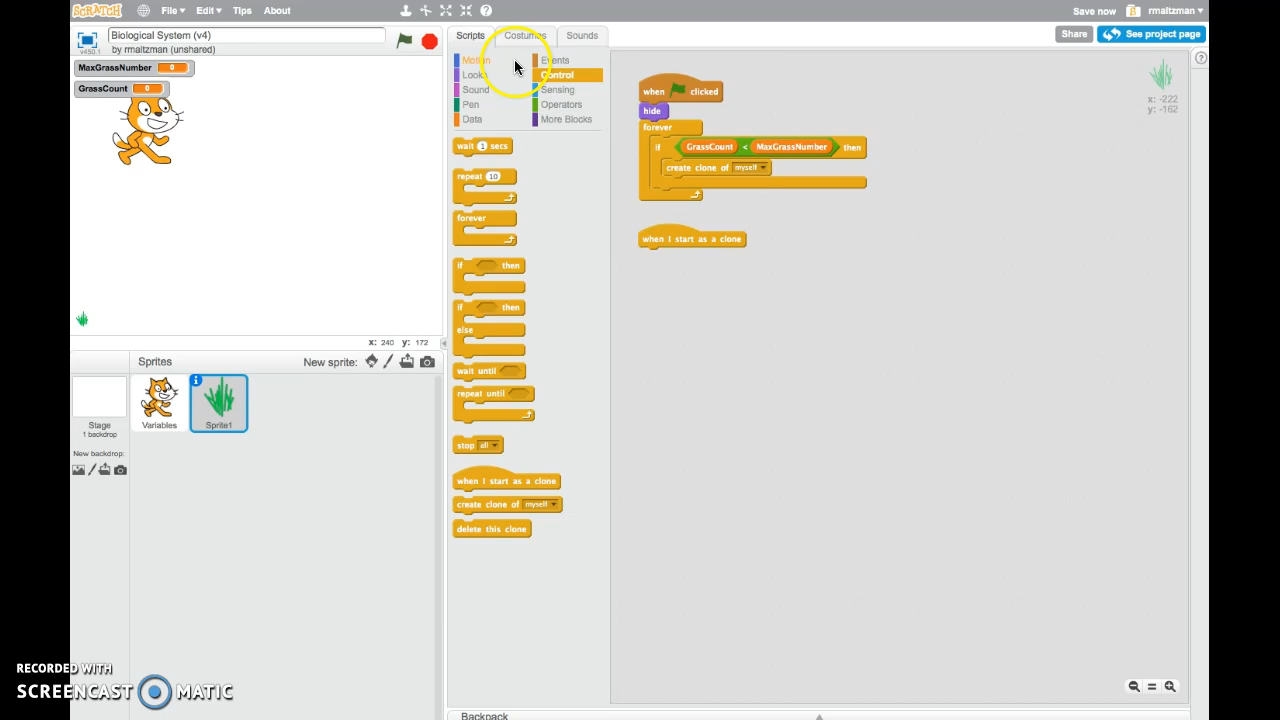 SCRATCH File Edit Tips About Save now rmaltzman
Biological System (v4)
by rmaltzman (unshared)
v450.1
Scripts Costumes Sounds
Share See project page
MaxGrassNumber 0
GrassCount 0
Motion Events
Looks Control
Sound Sensing
Pen Operators
Data More Blocks
wait 1 secs
repeat 10
forever
if then
if then
else
wait until
repeat until
stop all
when I start as a clone
create clone of myself
delete this clone
when clicked
hide
forever
if GrassCount < MaxGrassNumber then
create clone of myself
when I start as a clone
x: -222
y: -162
x: 240 y: 172
Sprites New sprite:
Stage
1 backdrop
New backdrop:
Variables
Sprite1
Backpack
RECORDED WITH
SCREENCAST MATIC